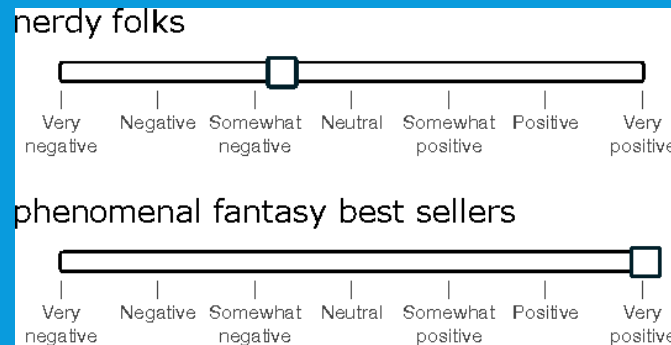 nerdy folks
Very negative Negative Somewhat negative Neutral Somewhat positive Positive Very positive
phenomenal fantasy best sellers
Very negative Negative Somewhat negative Neutral Somewhat positive Positive Very positive